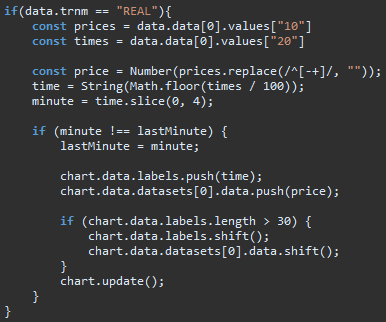 if(data.trnm == "REAL"){
const prices = data.data[0].values["10"]
const times = data.data[0].values["20"]
const price = Number(prices.replace(/^[-+]/, ""));
time = String(Math.floor(times / 100));
minute = time.slice(0, 4);
if (minute !== lastMinute) {
lastMinute = minute;
chart.data.labels.push(time);
chart.data.datasets[0].data.push(price);
if (chart.data.labels.length > 30) {
chart.data.labels.shift();
chart.data.datasets[0].data.shift();
}
chart.update();
}
}